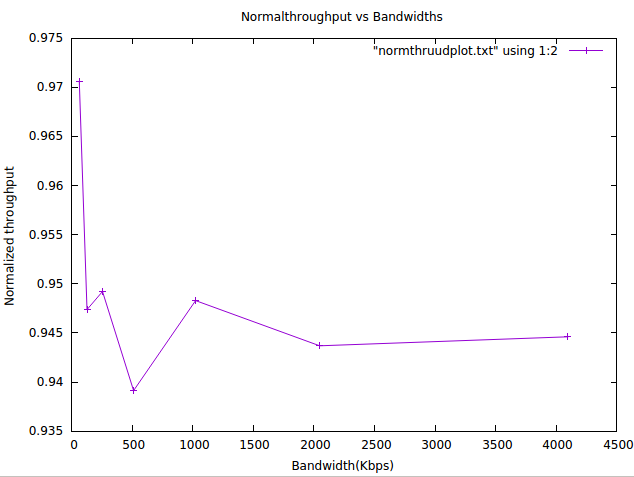 Normalthroughput vs Bandwidths
"normthruudplot.txt" using 1:2
0.975
0.97
0.965
0.96
0.955
0.95
0.945
0.94
0.935
Normalized throughput
0 500 1000 1500 2000 2500 3000 3500 4000 4500
Bandwidth(Kbps)